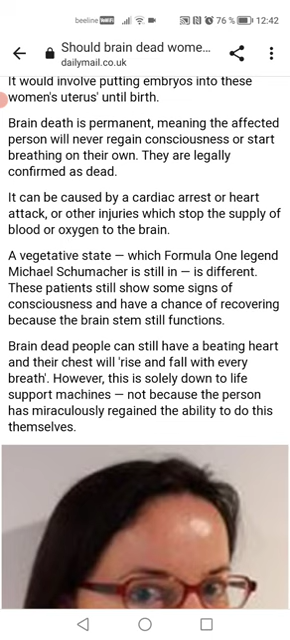 beeline 76 % 12:42
Should brain dead wome...
dailymail.co.uk
It would involve putting embryos into these
women's uterus' until birth.
Brain death is permanent, meaning the affected
person will never regain consciousness or start
breathing on their own. They are legally
confirmed as dead.
It can be caused by a cardiac arrest or heart
attack, or other injuries which stop the supply of
blood or oxygen to the brain.
A vegetative state — which Formula One legend
Michael Schumacher is still in — is different.
These patients still show some signs of
consciousness and have a chance of recovering
because the brain stem still functions.
Brain dead people can still have a beating heart
and their chest will 'rise and fall with every
breath'. However, this is solely down to life
support machines — not because the person
has miraculously regained the ability to do this
themselves.